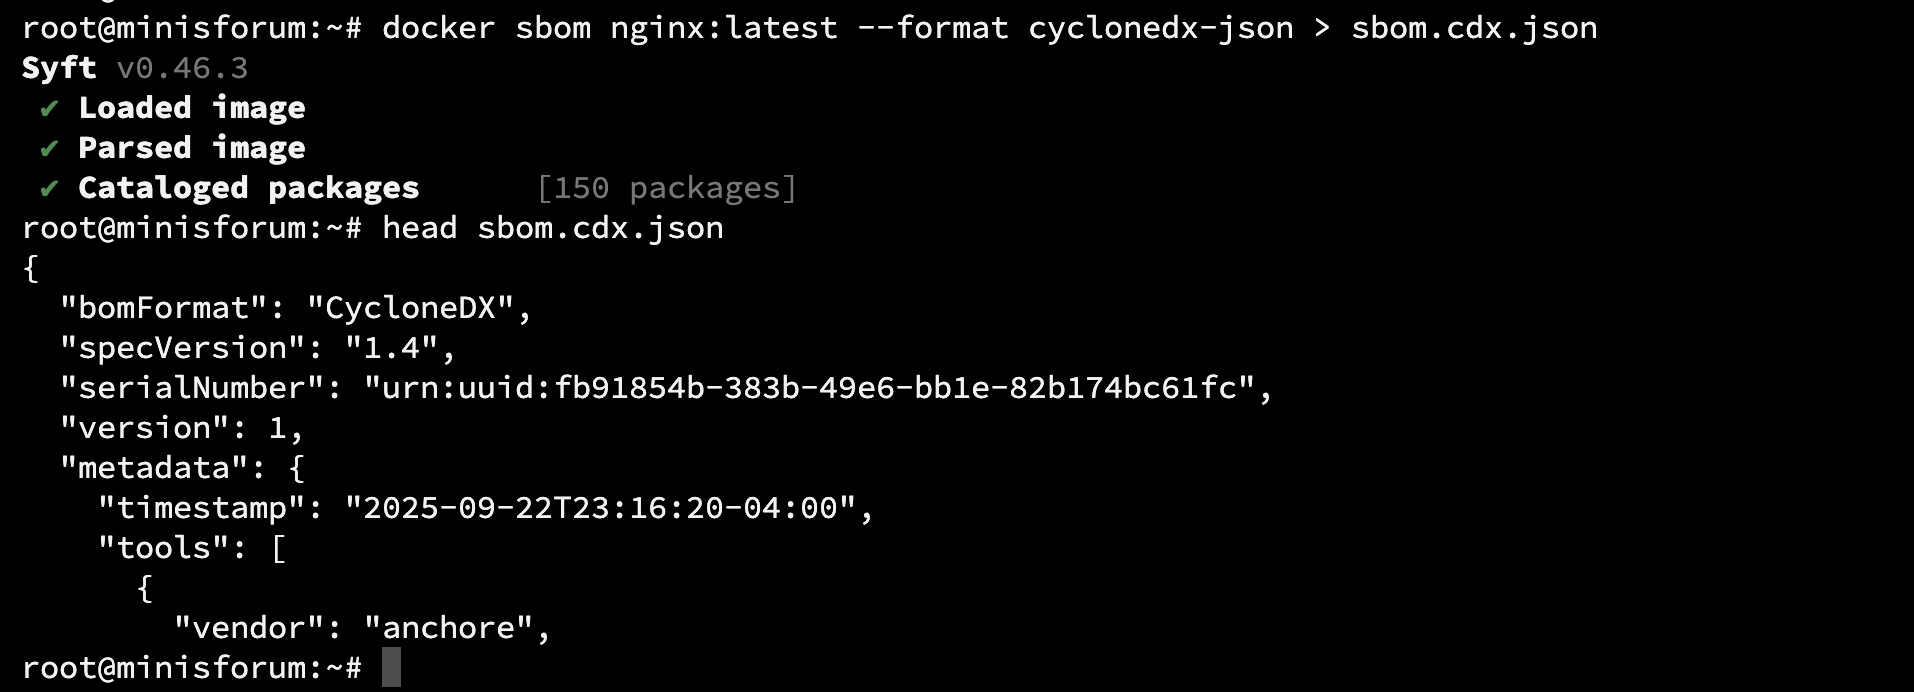 root@minisforum:~# docker sbom nginx:latest --format cyclonedx-json > sbom.cdx.json
Syft v0.46.3
✔ Loaded image
✔ Parsed image
✔ Cataloged packages      [150 packages]
root@minisforum:~# head sbom.cdx.json
{
  "bomFormat": "CycloneDX",
  "specVersion": "1.4",
  "serialNumber": "urn:uuid:fb91854b-383b-49e6-bb1e-82b174bc61fc",
  "version": 1,
  "metadata": {
    "timestamp": "2025-09-22T23:16:20-04:00",
    "tools": [
      {
        "vendor": "anchore",
root@minisforum:~#